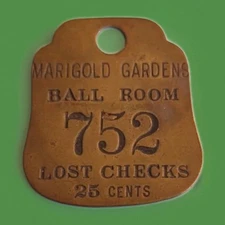 MARIGOLD GARDENS
BALL ROOM
752
LOST CHECKS
25 CENTS